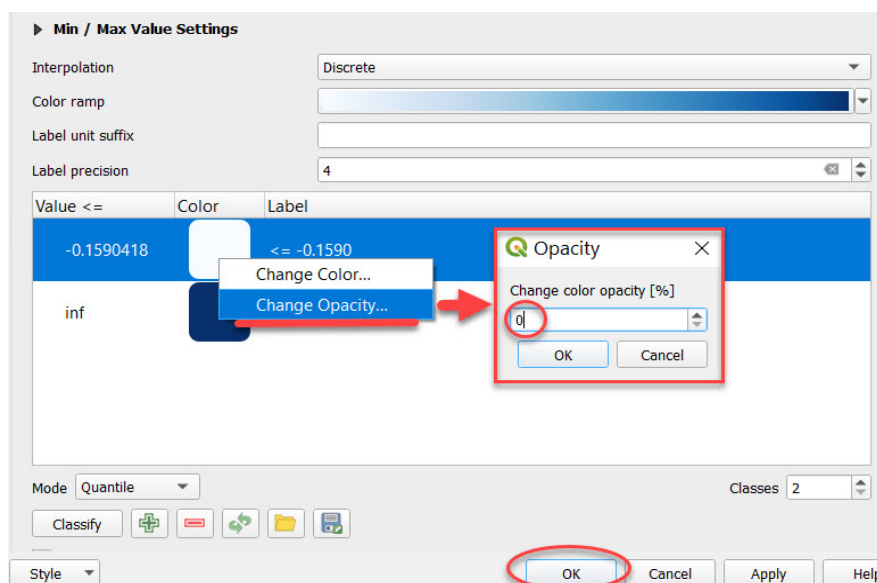 Min / Max Value Settings
Interpolation Discrete
Color ramp
Label unit suffix
Label precision 4
Value <= Color Label
-0.1590418 <= -0.1590
Change Color...
Change Opacity...
inf
Opacity
Change color opacity [%]
0
OK Cancel
Mode Quantile Classes 2
Classify
Style OK Cancel Apply Help